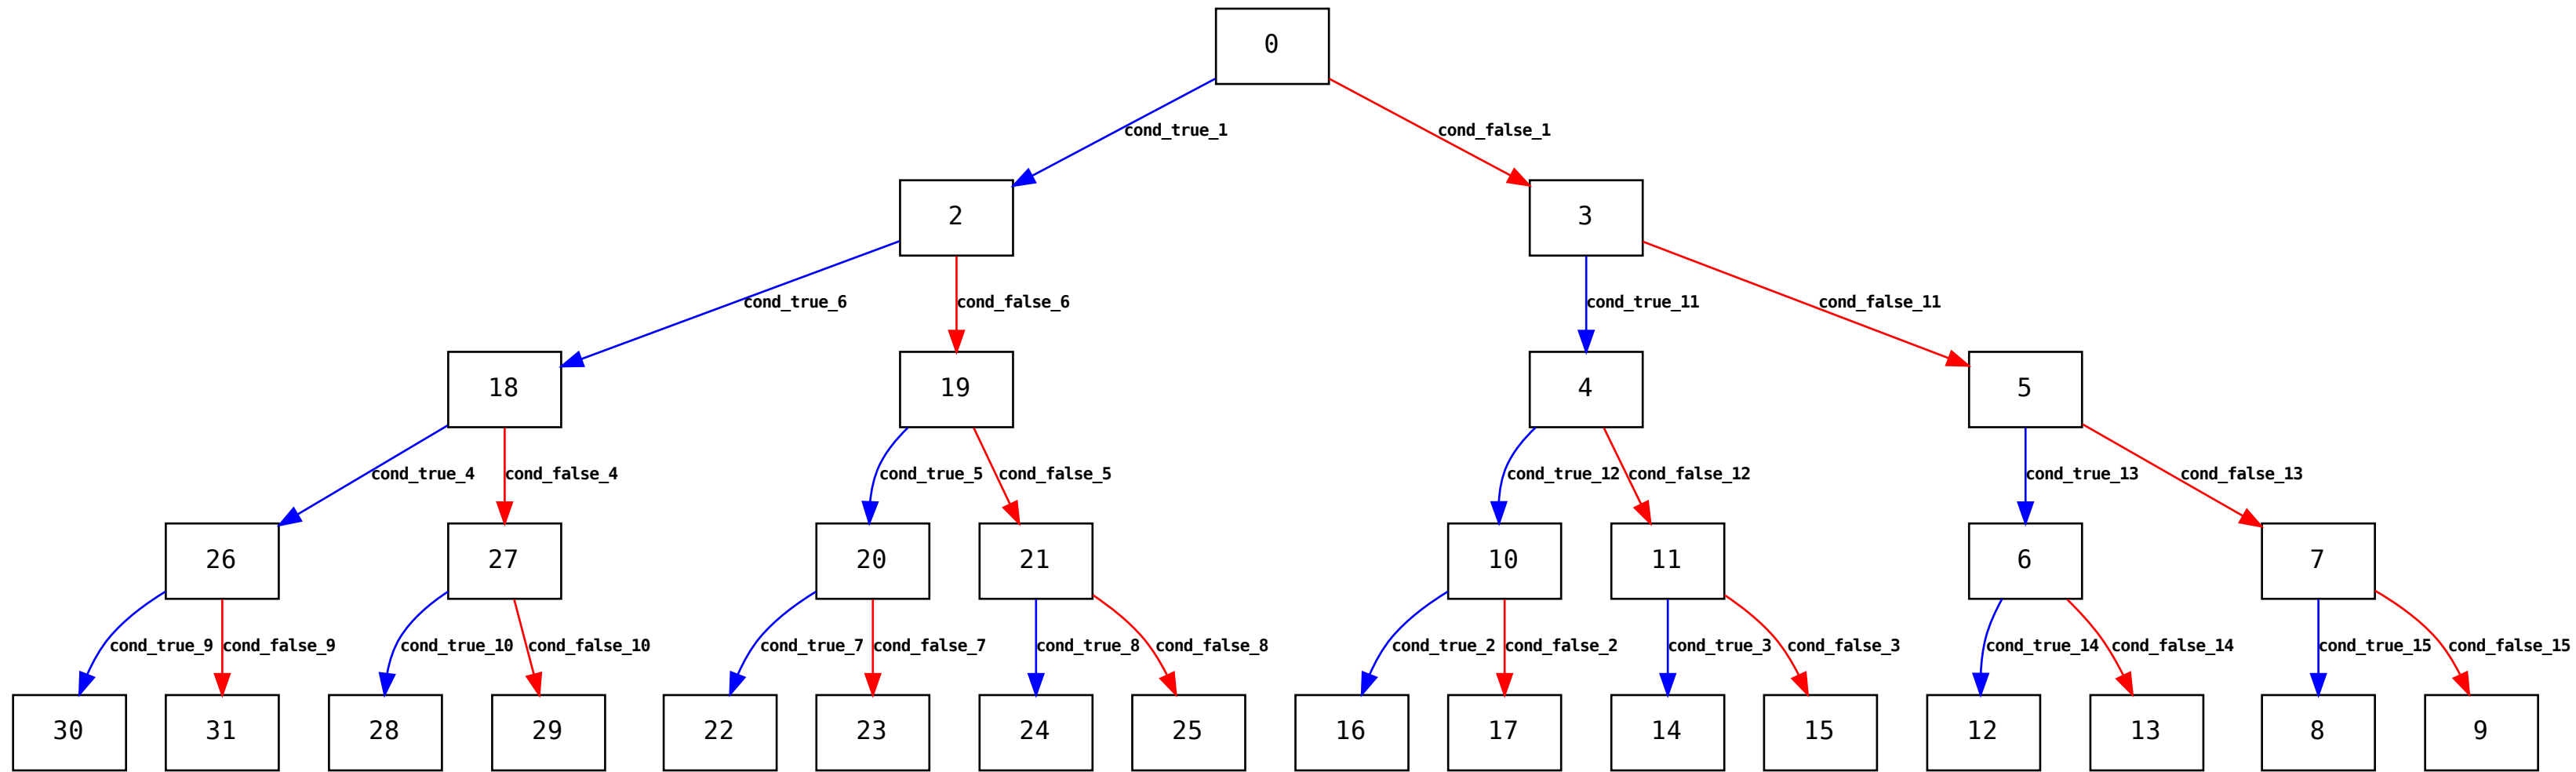 0
cond_true_1 cond_false_1
2 3
cond_true_6 cond_false_6 cond_true_11 cond_false_11
18 19 4 5
cond_true_4 cond_false_4 cond_true_5 cond_false_5 cond_true_12 cond_false_12 cond_true_13 cond_false_13
26 27 20 21 10 11 6 7
cond_true_9 cond_false_9 cond_true_10 cond_false_10 cond_true_7 cond_false_7 cond_true_8 cond_false_8 cond_true_2 cond_false_2 cond_true_3 cond_false_3 cond_true_14 cond_false_14 cond_true_15 cond_false_15
30 31 28 29 22 23 24 25 16 17 14 15 12 13 8 9